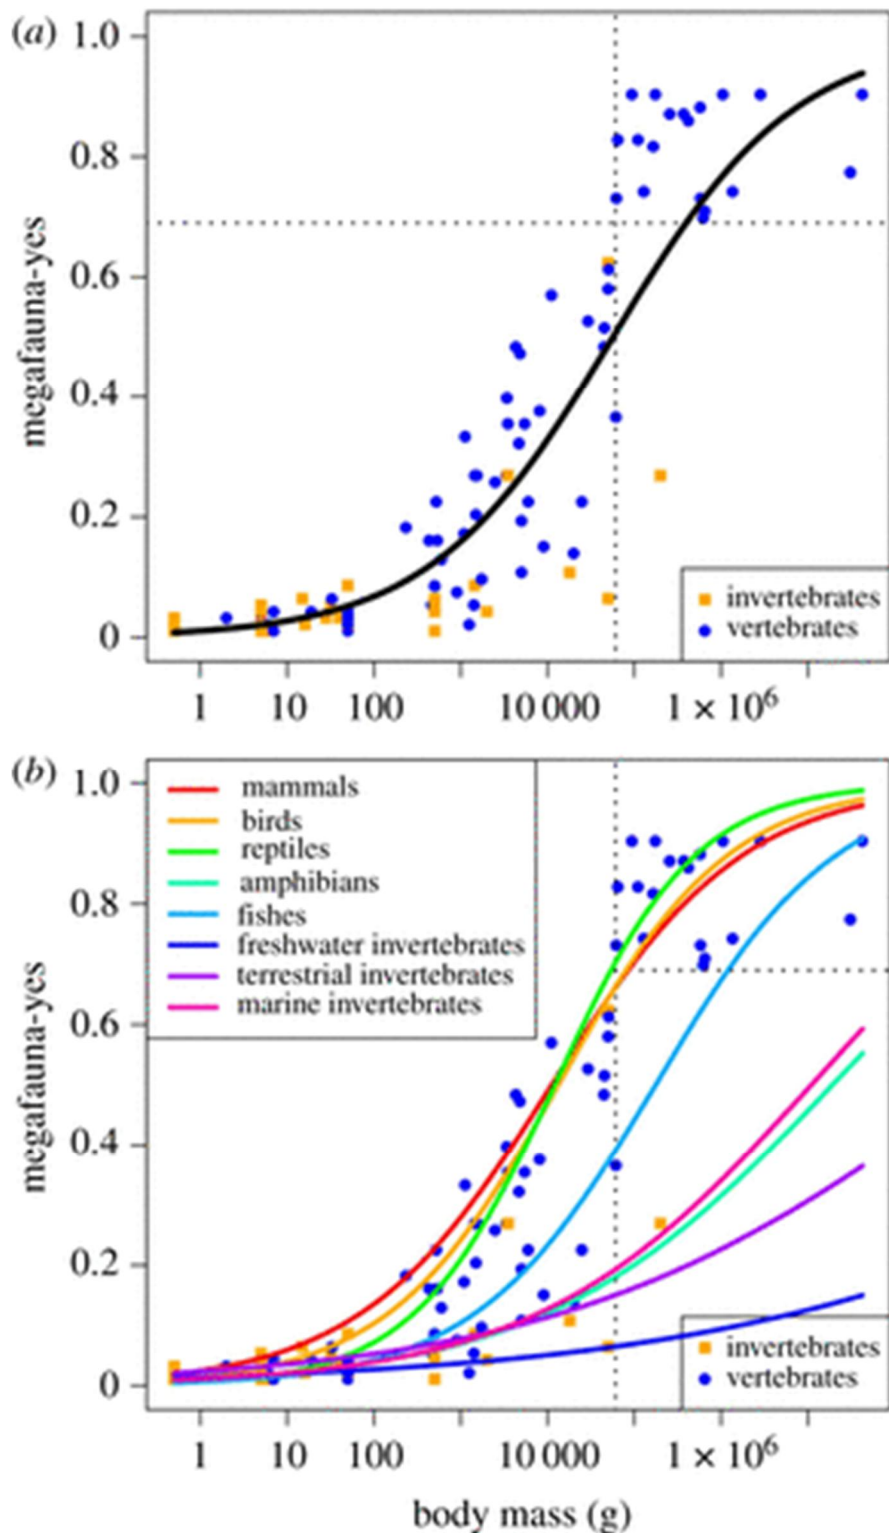 (a)
1.0
0.8
0.6
0.4
0.2
0
megafauna-yes
invertebrates
vertebrates
1 10 100 10 000 1 × 10⁶
(b)
1.0
0.8
0.6
0.4
0.2
0
megafauna-yes
mammals
birds
reptiles
amphibians
fishes
freshwater invertebrates
terrestrial invertebrates
marine invertebrates
invertebrates
vertebrates
1 10 100 10 000 1 × 10⁶
body mass (g)